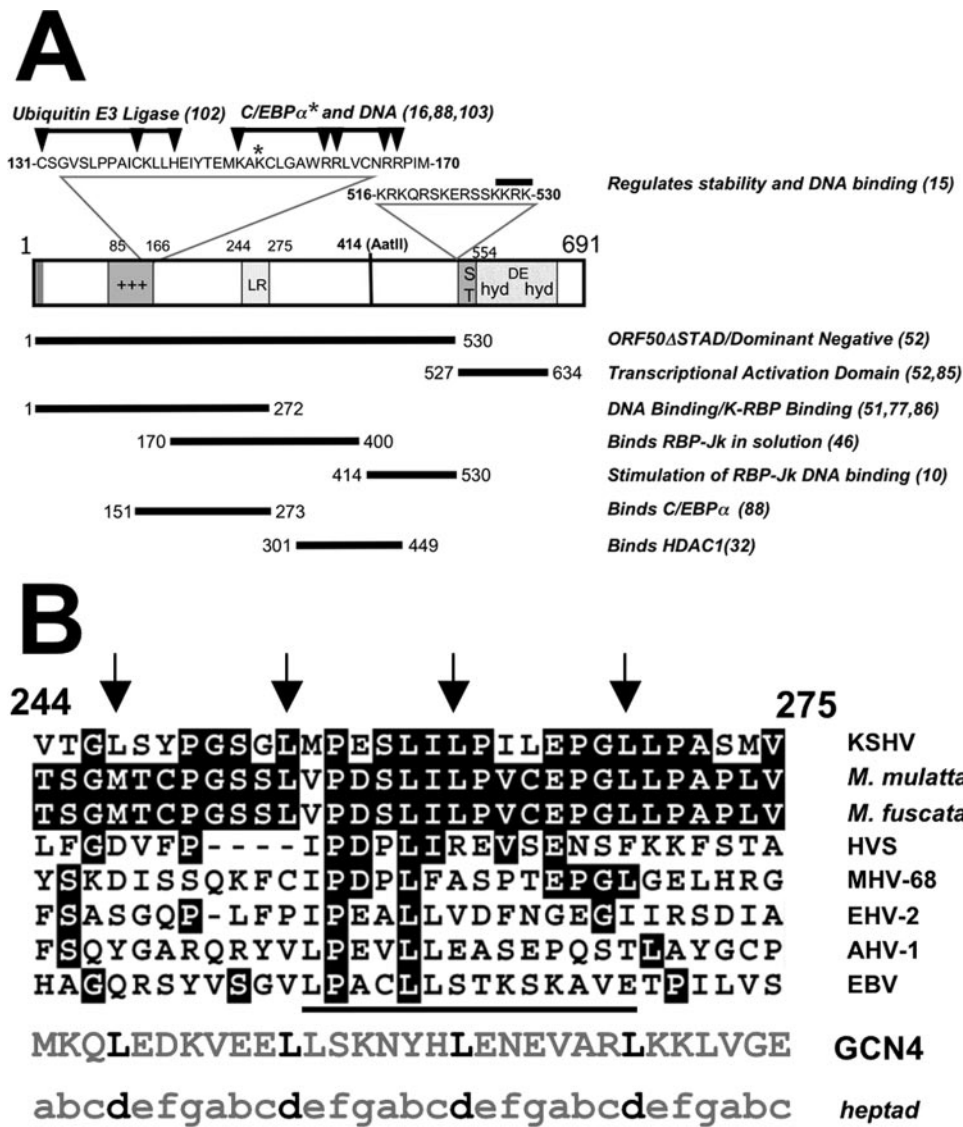 A
Ubiquitin E3 Ligase (102) C/EBPα* and DNA (16,88,103)
*
131-CSGVSLPPAICKLLHEIYTEMKAKCLGAWRRLVCNRRPIM-170
516-KRKQRSKERSSKKRK-530 Regulates stability and DNA binding (15)
1 85 166 244 275 414 (AatII) 554 691
+++ LR S T hyd DE hyd
1 530 ORF50ΔSTAD/Dominant Negative (52)
527 634 Transcriptional Activation Domain (52,85)
1 272 DNA Binding/K-RBP Binding (51,77,86)
170 400 Binds RBP-Jk in solution (46)
414 530 Stimulation of RBP-Jk DNA binding (10)
151 273 Binds C/EBPα (88)
301 449 Binds HDAC1(32)
B
244 275
VTGLSYPGSGLMPESLILPILEPGLLPASMV KSHV
TSGMTCPGSSLVPDSLILPVCEPGLLPAPLV M. mulatta
TSGMTCPGSSLVPDSLILPVCEPGLLPAPLV M. fuscata
LFGDVFP----IPDPLIREVSENSFKKFSTA HVS
YSKDISSQKFCIPDPLFASPTEPGLGELHRG MHV-68
FSASGQP-LFPIPEALLVDFNGEGIIRSDIA EHV-2
FSQYGARQRYVLPEVLLEASEPQSTLAYGCP AHV-1
HAGQRSYVSGVLPACLLSTKSKAVETPILVS EBV
MKQLEDKVEELLSKNYHLENEVARLKKLVGE GCN4
abcdefgabcdefgabcdefgabcdefgabc heptad